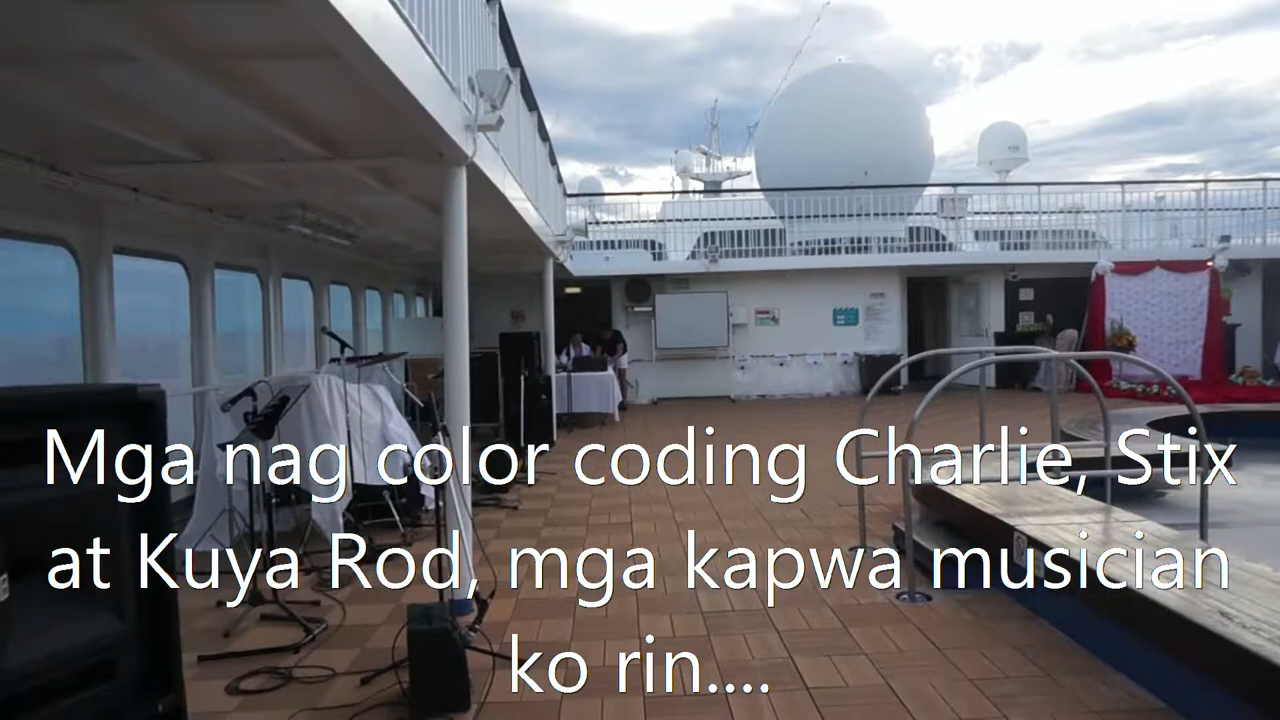 Mga nag color coding Charlie, Stix
at Kuya Rod, mga kapwa musician
ko rin....